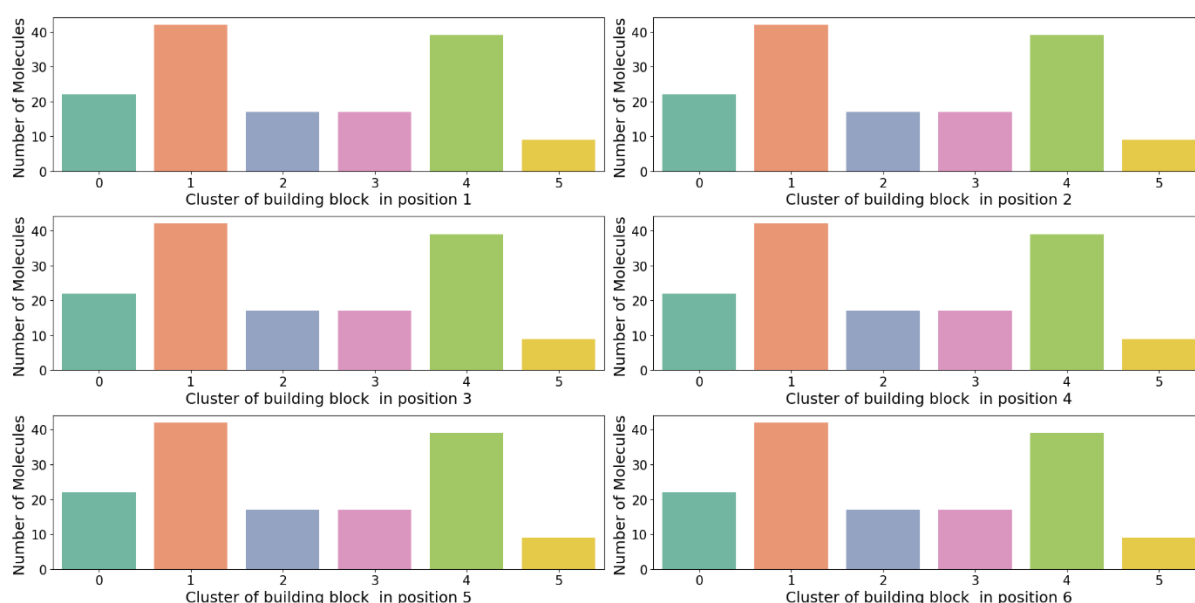 Number of Molecules
40
30
20
10
0
0 1 2 3 4 5
Cluster of building block  in position 1
Number of Molecules
40
30
20
10
0
0 1 2 3 4 5
Cluster of building block  in position 2
Number of Molecules
40
30
20
10
0
0 1 2 3 4 5
Cluster of building block  in position 3
Number of Molecules
40
30
20
10
0
0 1 2 3 4 5
Cluster of building block  in position 4
Number of Molecules
40
30
20
10
0
0 1 2 3 4 5
Cluster of building block  in position 5
Number of Molecules
40
30
20
10
0
0 1 2 3 4 5
Cluster of building block  in position 6